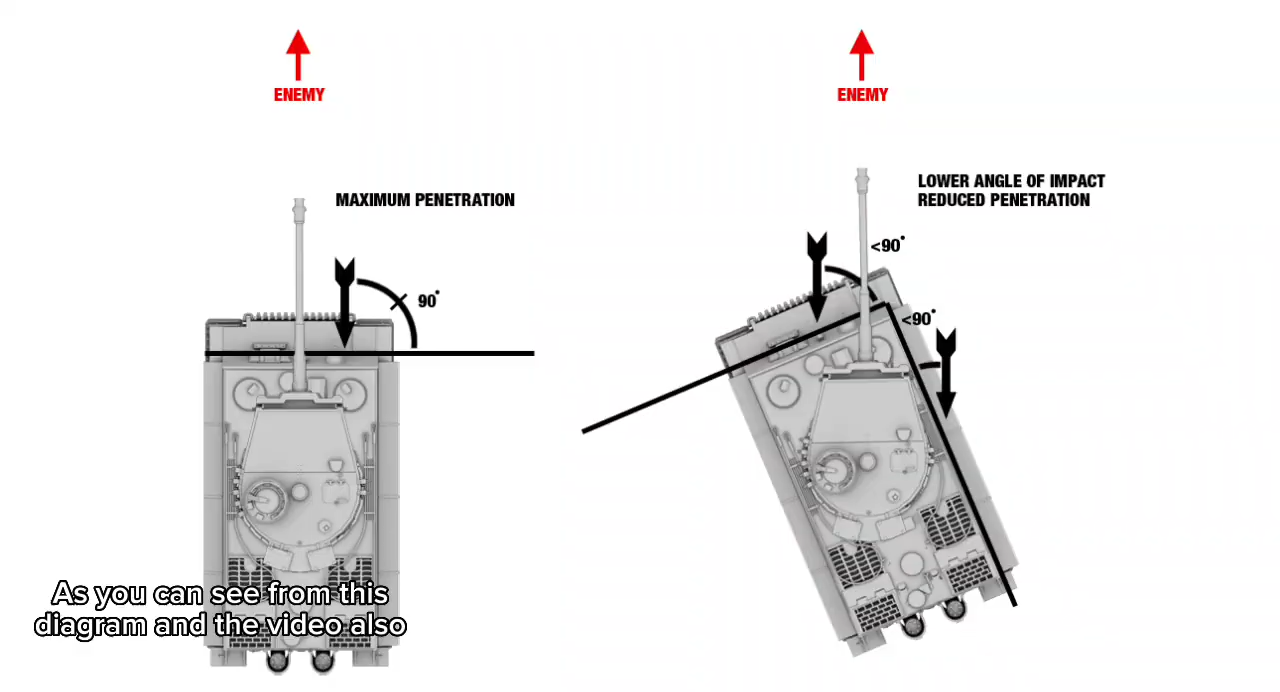 ENEMY
ENEMY
MAXIMUM PENETRATION
LOWER ANGLE OF IMPACT
REDUCED PENETRATION
90°
<90°
<90°
As you can see from this
diagram and the video also